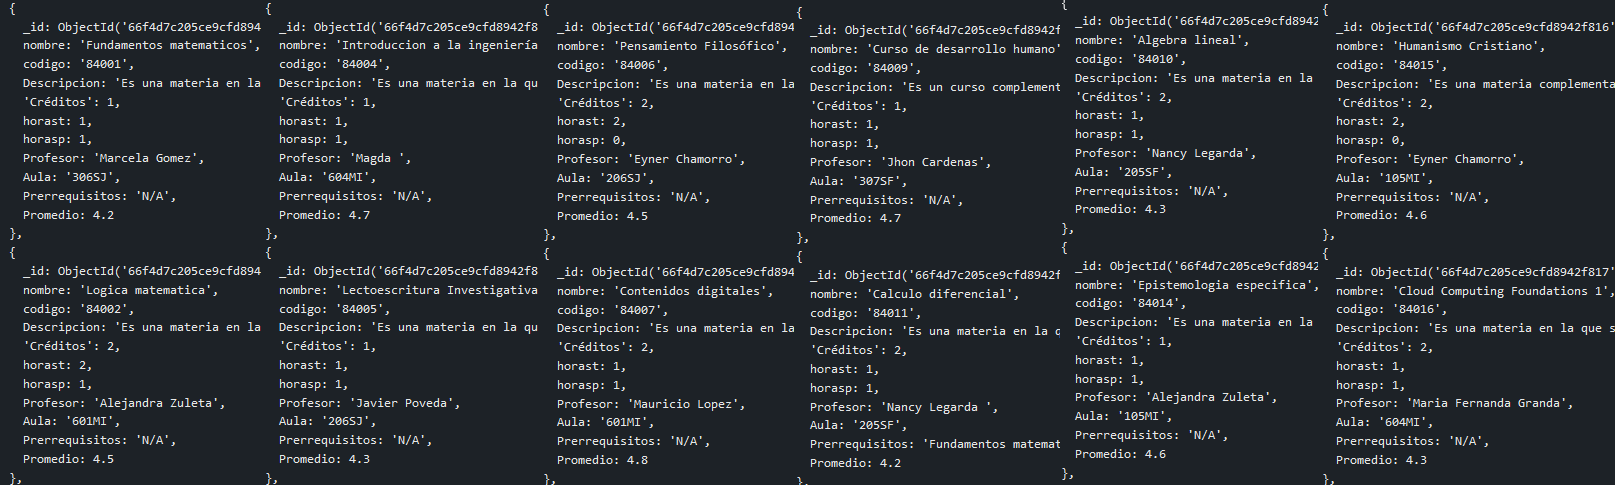 {
_id: ObjectId('66f4d7c205ce9cfd894
nombre: 'Fundamentos matematicos',
codigo: '84001',
Descripcion: 'Es una materia en la
'Créditos': 1,
horast: 1,
horasp: 1,
Profesor: 'Marcela Gomez',
Aula: '306SJ',
Prerrequisitos: 'N/A',
Promedio: 4.2
},
{
_id: ObjectId('66f4d7c205ce9cfd894
nombre: 'Logica matematica',
codigo: '84002',
Descripcion: 'Es una materia en la
'Créditos': 2,
horast: 2,
horasp: 1,
Profesor: 'Alejandra Zuleta',
Aula: '601MI',
Prerrequisitos: 'N/A',
Promedio: 4.5
},
{
_id: ObjectId('66f4d7c205ce9cfd8942f8
nombre: 'Introduccion a la ingeniería
codigo: '84004',
Descripcion: 'Es una materia en la qu
'Créditos': 1,
horast: 1,
horasp: 1,
Profesor: 'Magda ',
Aula: '604MI',
Prerrequisitos: 'N/A',
Promedio: 4.7
},
{
_id: ObjectId('66f4d7c205ce9cfd8942f8
nombre: 'Lectoescritura Investigativa
codigo: '84005',
Descripcion: 'Es una materia en la qu
'Créditos': 1,
horast: 1,
horasp: 1,
Profesor: 'Javier Poveda',
Aula: '206SJ',
Prerrequisitos: 'N/A',
Promedio: 4.3
},
{
_id: ObjectId('66f4d7c205ce9cfd894
nombre: 'Pensamiento Filosófico',
codigo: '84006',
Descripcion: 'Es una materia en la
'Créditos': 2,
horast: 2,
horasp: 0,
Profesor: 'Eyner Chamorro',
Aula: '206SJ',
Prerrequisitos: 'N/A',
Promedio: 4.5
},
{
_id: ObjectId('66f4d7c205ce9cfd894
nombre: 'Contenidos digitales',
codigo: '84007',
Descripcion: 'Es una materia en la
'Créditos': 2,
horast: 1,
horasp: 1,
Profesor: 'Mauricio Lopez',
Aula: '601MI',
Prerrequisitos: 'N/A',
Promedio: 4.8
},
{
_id: ObjectId('66f4d7c205ce9cfd8942f
nombre: 'Curso de desarrollo humano'
codigo: '84009',
Descripcion: 'Es un curso complement
'Créditos': 1,
horast: 1,
horasp: 1,
Profesor: 'Jhon Cardenas',
Aula: '307SF',
Prerrequisitos: 'N/A',
Promedio: 4.7
},
{
_id: ObjectId('66f4d7c205ce9cfd8942f
nombre: 'Calculo diferencial',
codigo: '84011',
Descripcion: 'Es una materia en la q
'Créditos': 2,
horast: 1,
horasp: 1,
Profesor: 'Nancy Legarda ',
Aula: '205SF',
Prerrequisitos: 'Fundamentos matemat
Promedio: 4.2
},
{
_id: ObjectId('66f4d7c205ce9cfd8942
nombre: 'Algebra lineal',
codigo: '84010',
Descripcion: 'Es una materia en la
'Créditos': 2,
horast: 1,
horasp: 1,
Profesor: 'Nancy Legarda',
Aula: '205SF',
Prerrequisitos: 'N/A',
Promedio: 4.3
},
{
_id: ObjectId('66f4d7c205ce9cfd8942
nombre: 'Epistemologia especifica',
codigo: '84014',
Descripcion: 'Es una materia en la
'Créditos': 1,
horast: 1,
horasp: 1,
Profesor: 'Alejandra Zuleta',
Aula: '105MI',
Prerrequisitos: 'N/A',
Promedio: 4.6
},
{
_id: ObjectId('66f4d7c205ce9cfd8942f816'
nombre: 'Humanismo Cristiano',
codigo: '84015',
Descripcion: 'Es una materia complementa
'Créditos': 2,
horast: 2,
horasp: 0,
Profesor: 'Eyner Chamorro',
Aula: '105MI',
Prerrequisitos: 'N/A',
Promedio: 4.6
},
{
_id: ObjectId('66f4d7c205ce9cfd8942f817'
nombre: 'Cloud Computing Foundations 1',
codigo: '84016',
Descripcion: 'Es una materia en la que s
'Créditos': 2,
horast: 1,
horasp: 1,
Profesor: 'Maria Fernanda Granda',
Aula: '604MI',
Prerrequisitos: 'N/A',
Promedio: 4.3
},